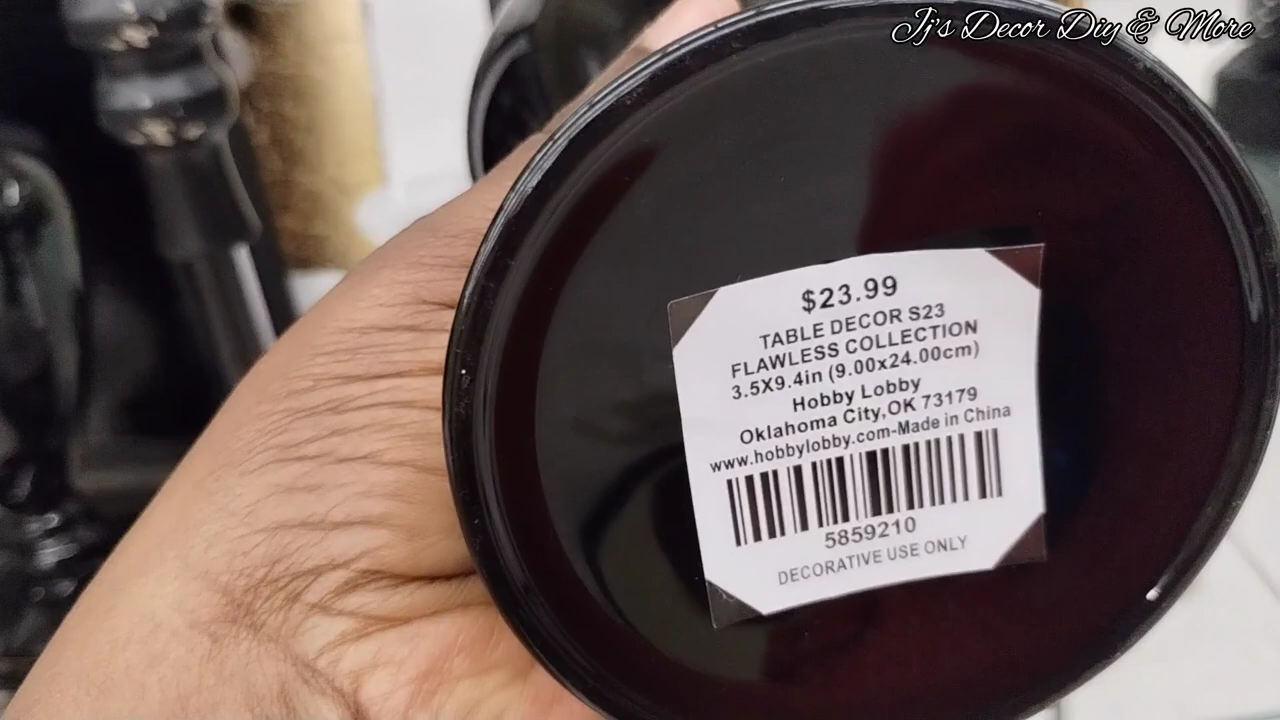 Jj's Decor Diy & More
$23.99
TABLE DECOR S23
FLAWLESS COLLECTION
3.5X9.4in (9.00x24.00cm)
Hobby Lobby
Oklahoma City,OK 73179
www.hobbylobby.com-Made in China
5859210
DECORATIVE USE ONLY